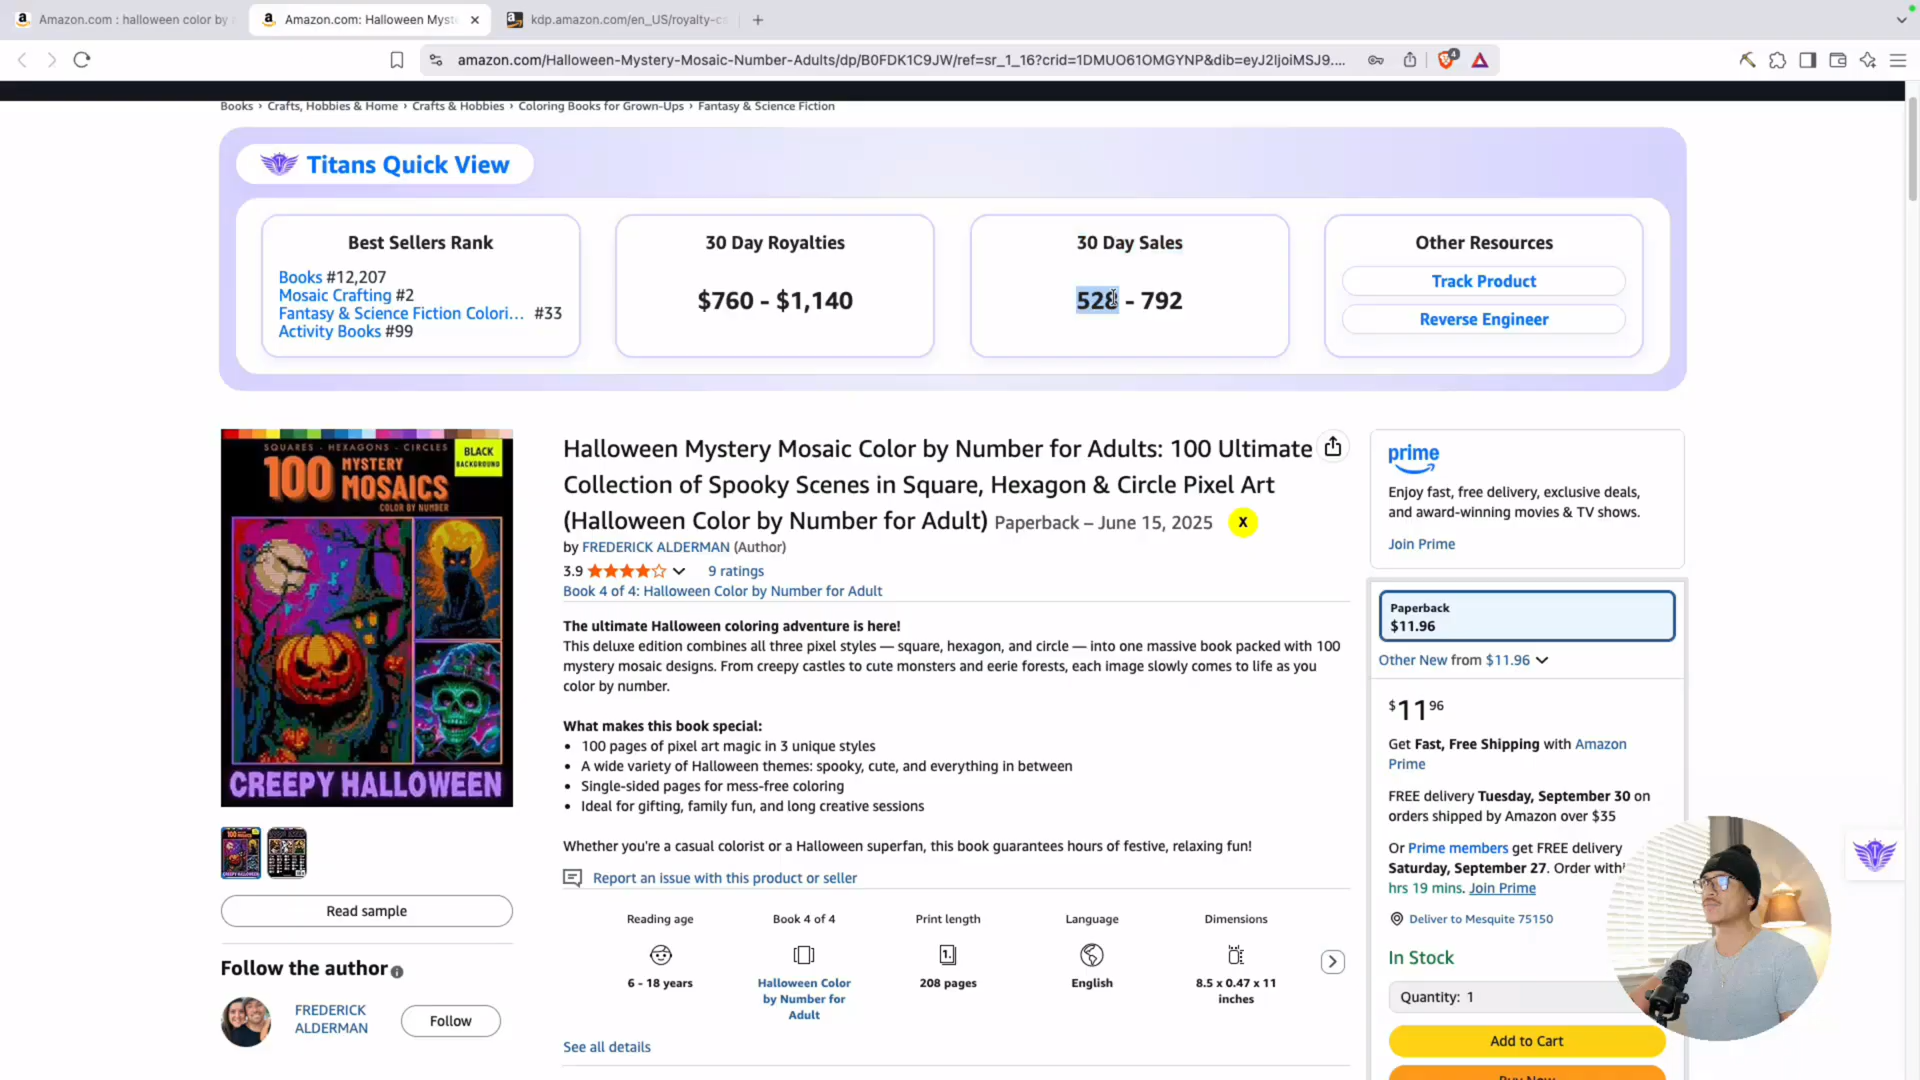 Amazon.com : halloween color by
Amazon.com: Halloween Myst
kdp.amazon.com/en_US/royalty-c
amazon.com/Halloween-Mystery-Mosaic-Number-Adults/dp/B0FDK1C9JW/ref=sr_1_16?crid=1DMUO61OMGYNP&dib=eyJ2IjoiMSJ9....
4
Books › Crafts, Hobbies & Home › Crafts & Hobbies › Coloring Books for Grown-Ups › Fantasy & Science Fiction
Titans Quick View
Best Sellers Rank
Books #12,207
Mosaic Crafting #2
Fantasy & Science Fiction Colori... #33
Activity Books #99
30 Day Royalties
$760 - $1,140
30 Day Sales
528 - 792
Other Resources
Track Product
Reverse Engineer
SQUARES - HEXAGONS - CIRCLES
BLACK
BACKGROUND
100 MYSTERY
MOSAICS
COLOR BY NUMBER
CREEPY HALLOWEEN
Read sample
Follow the author
FREDERICK
ALDERMAN
Follow
Halloween Mystery Mosaic Color by Number for Adults: 100 Ultimate
Collection of Spooky Scenes in Square, Hexagon & Circle Pixel Art
(Halloween Color by Number for Adult) Paperback – June 15, 2025 X
by FREDERICK ALDERMAN (Author)
3.9 9 ratings
Book 4 of 4: Halloween Color by Number for Adult
The ultimate Halloween coloring adventure is here!
This deluxe edition combines all three pixel styles — square, hexagon, and circle — into one massive book packed with 100
mystery mosaic designs. From creepy castles to cute monsters and eerie forests, each image slowly comes to life as you
color by number.
What makes this book special:
• 100 pages of pixel art magic in 3 unique styles
• A wide variety of Halloween themes: spooky, cute, and everything in between
• Single-sided pages for mess-free coloring
• Ideal for gifting, family fun, and long creative sessions
Whether you're a casual colorist or a Halloween superfan, this book guarantees hours of festive, relaxing fun!
Report an issue with this product or seller
Reading age
6 - 18 years
Book 4 of 4
Halloween Color
by Number for
Adult
Print length
208 pages
Language
English
Dimensions
8.5 x 0.47 x 11
inches
See all details
prime
Enjoy fast, free delivery, exclusive deals,
and award-winning movies & TV shows.
Join Prime
Paperback
$11.96
Other New from $11.96
$11 96
Get Fast, Free Shipping with Amazon
Prime
FREE delivery Tuesday, September 30 on
orders shipped by Amazon over $35
Or Prime members get FREE delivery
Saturday, September 27. Order
hrs 19 mins. Join Prime
Deliver to Mesquite 75150
In Stock
Quantity: 1
Add to Cart
Buy Now